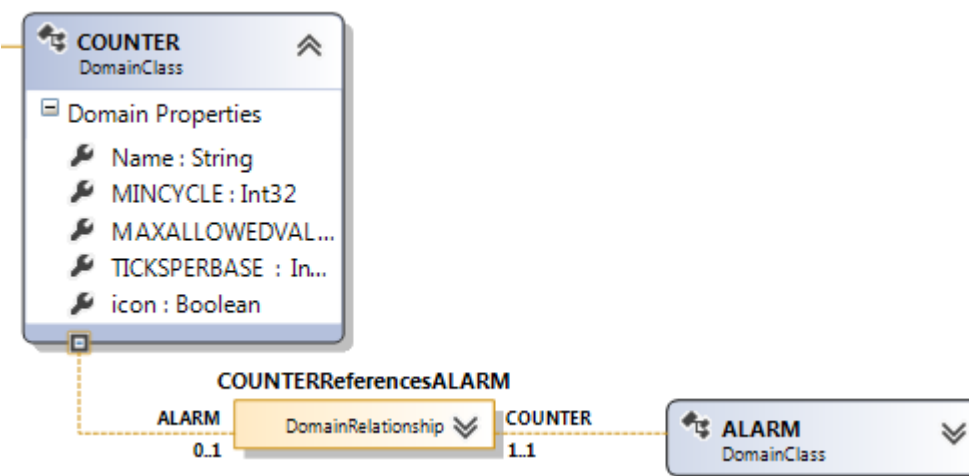 COUNTER
DomainClass
Domain Properties
Name : String
MINCYCLE : Int32
MAXALLOWEDVAL...
TICKSPERBASE : In...
icon : Boolean
COUNTERReferencesALARM
ALARM DomainRelationship COUNTER
0..1 1..1
ALARM
DomainClass